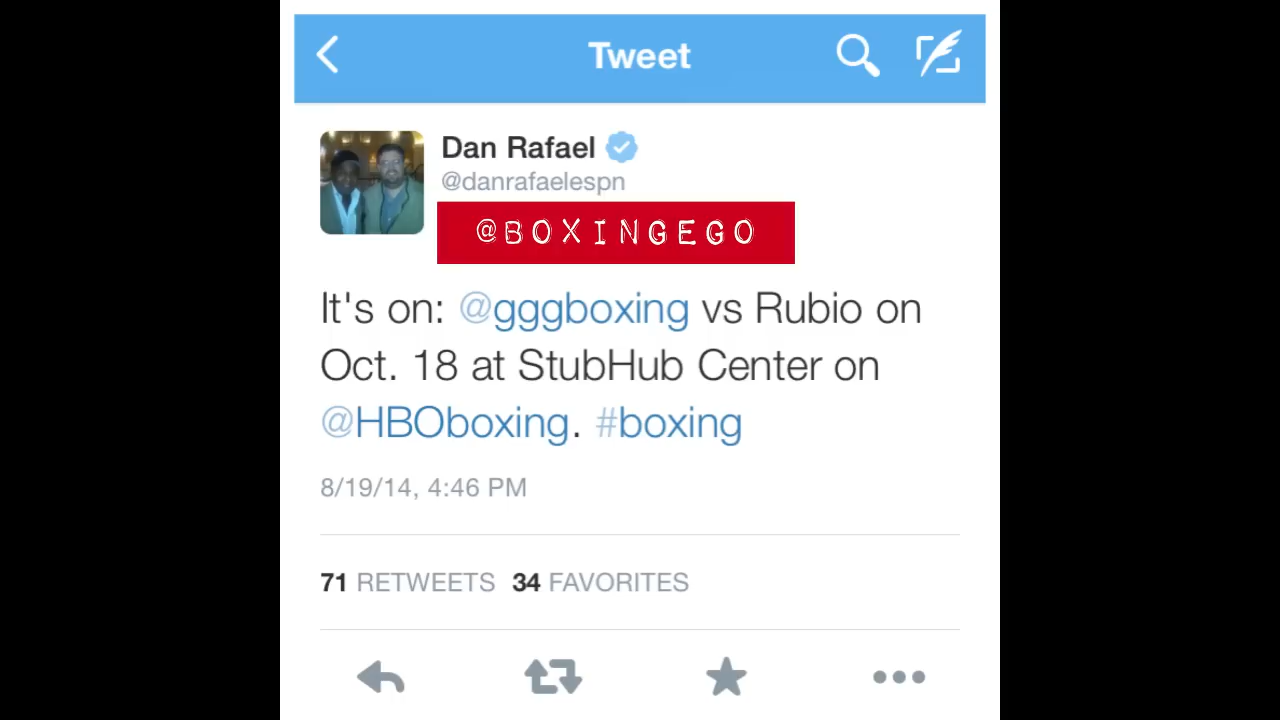 Tweet
Dan Rafael
@danrafaelespn
@BOXINGEGO
It's on: @gggboxing vs Rubio on
Oct. 18 at StubHub Center on
@HBOboxing. #boxing
8/19/14, 4:46 PM
71 RETWEETS 34 FAVORITES